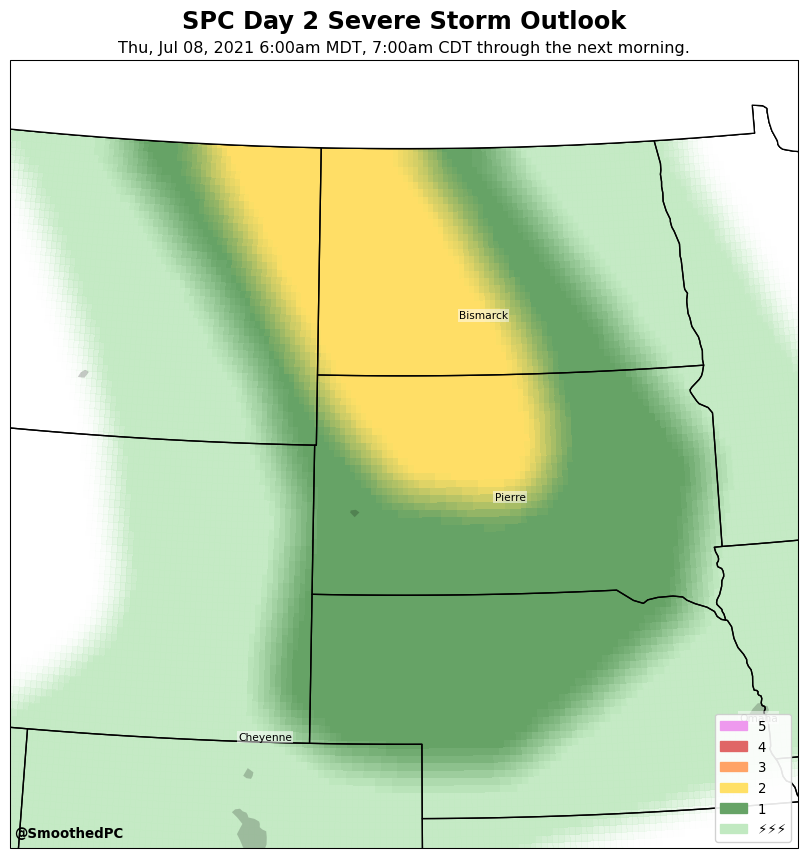 SPC Day 2 Severe Storm Outlook
Thu, Jul 08, 2021 6:00am MDT, 7:00am CDT through the next morning.
Bismarck
Pierre
Cheyenne
5
4
3
2
1
⚡⚡⚡
@SmoothedPC